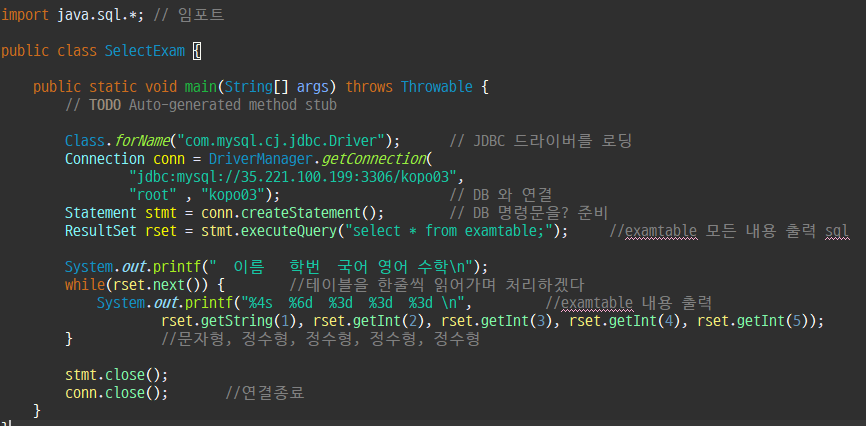 import java.sql.*; // 임포트
public class SelectExam {
public static void main(String[] args) throws Throwable {
// TODO Auto-generated method stub
Class.forName("com.mysql.cj.jdbc.Driver"); // JDBC 드라이버를 로딩
Connection conn = DriverManager.getConnection(
"jdbc:mysql://35.221.100.199:3306/kopo03",
"root" , "kopo03"); // DB 와 연결
Statement stmt = conn.createStatement(); // DB 명령문을? 준비
ResultSet rset = stmt.executeQuery("select * from examtable;"); //examtable 모든 내용 출력 sql
System.out.printf("  이름   학번  국어 영어 수학\n");
while(rset.next()) { //테이블을 한줄씩 읽어가며 처리하겠다
System.out.printf("%4s  %6d  %3d  %3d  %3d \n", //examtable 내용 출력
rset.getString(1), rset.getInt(2), rset.getInt(3), rset.getInt(4), rset.getInt(5));
} //문자형, 정수형, 정수형, 정수형, 정수형
stmt.close();
conn.close(); //연결종료
}
}